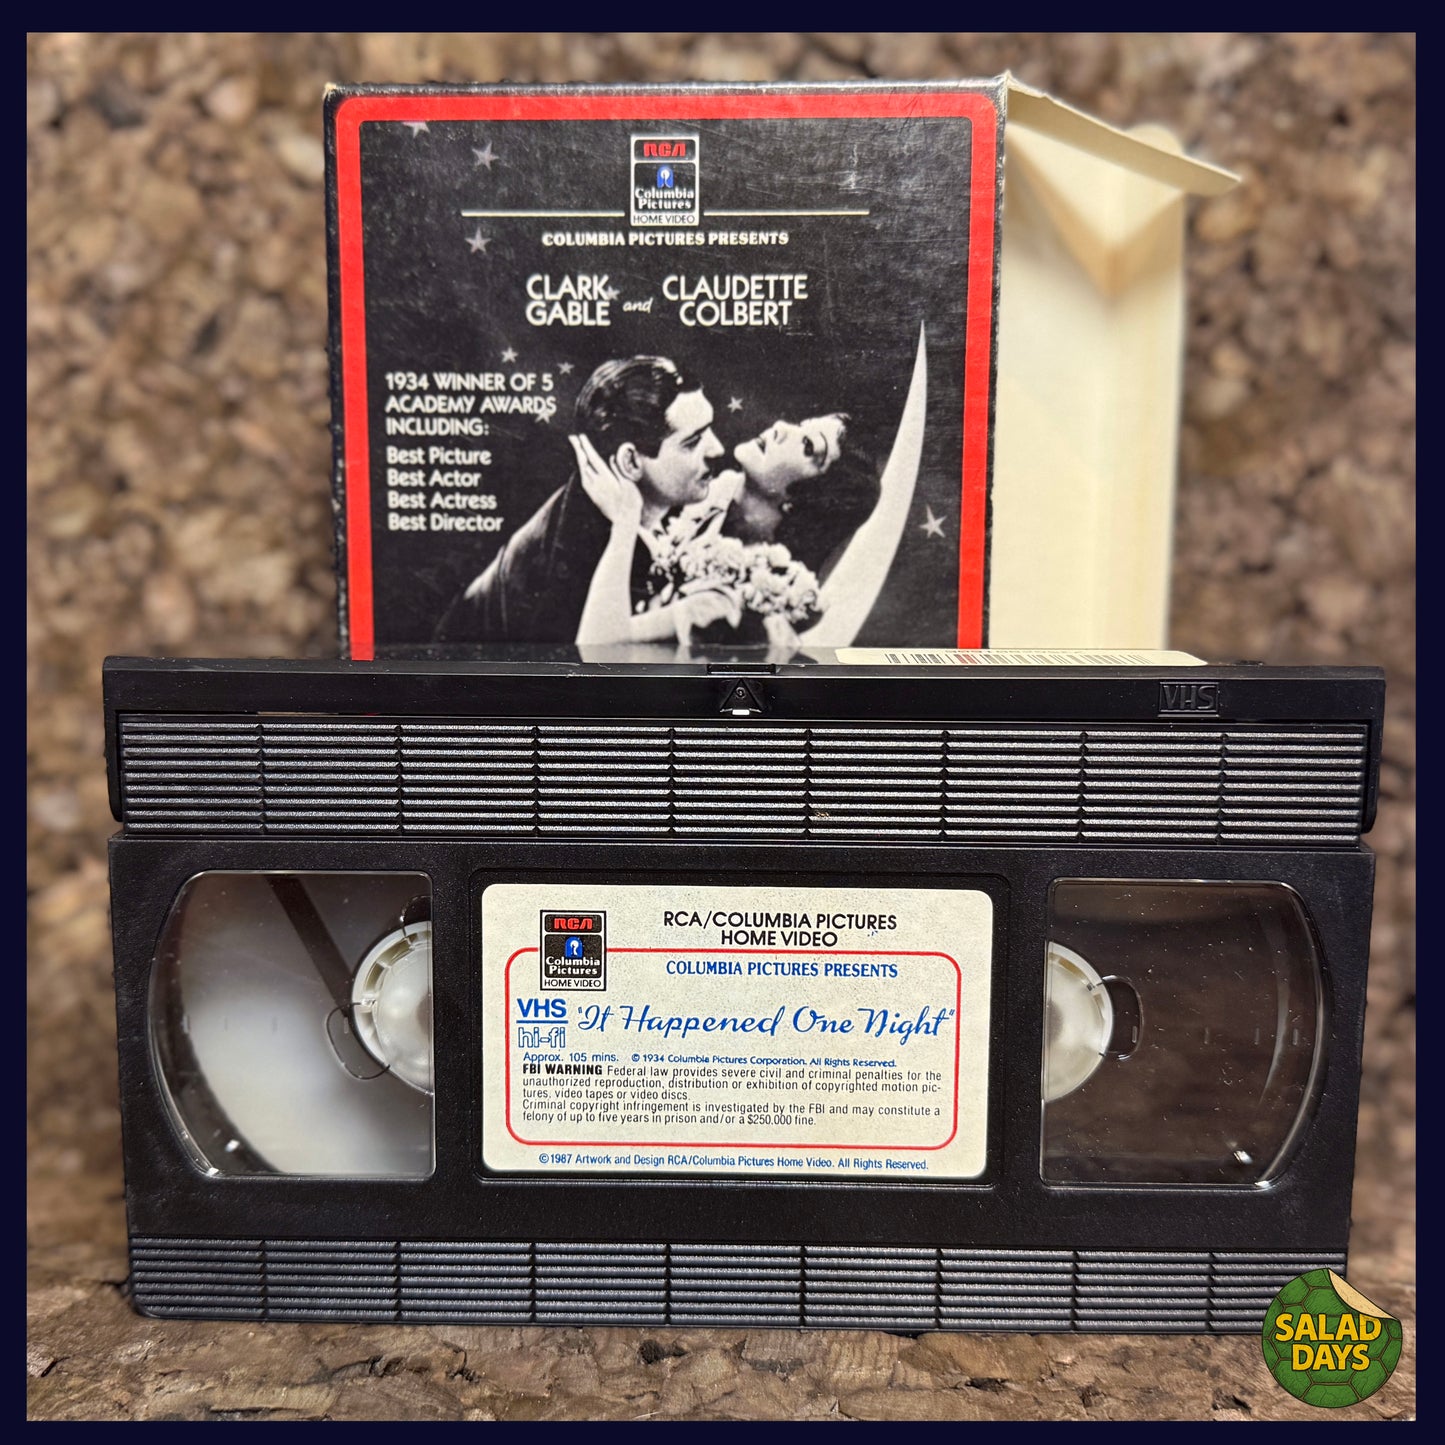 RCA
Columbia
Pictures
HOME VIDEO
COLUMBIA PICTURES PRESENTS
CLARK GABLE and CLAUDETTE COLBERT
1934 WINNER OF 5
ACADEMY AWARDS
INCLUDING:
Best Picture
Best Actor
Best Actress
Best Director
VHS
RCA
Columbia
Pictures
HOME VIDEO
RCA/COLUMBIA PICTURES
HOME VIDEO
COLUMBIA PICTURES PRESENTS
VHS
hi-fi
"It Happened One Night"
Approx. 105 mins. © 1934 Columbia Pictures Corporation. All Rights Reserved.
FBI WARNING Federal law provides severe civil and criminal penalties for the
unauthorized reproduction, distribution or exhibition of copyrighted motion pic-
tures, video tapes or video discs.
Criminal copyright infringement is investigated by the FBI and may constitute a
felony of up to five years in prison and/or a $250,000 fine.
©1987 Artwork and Design RCA/Columbia Pictures Home Video. All Rights Reserved.
SALAD
DAYS